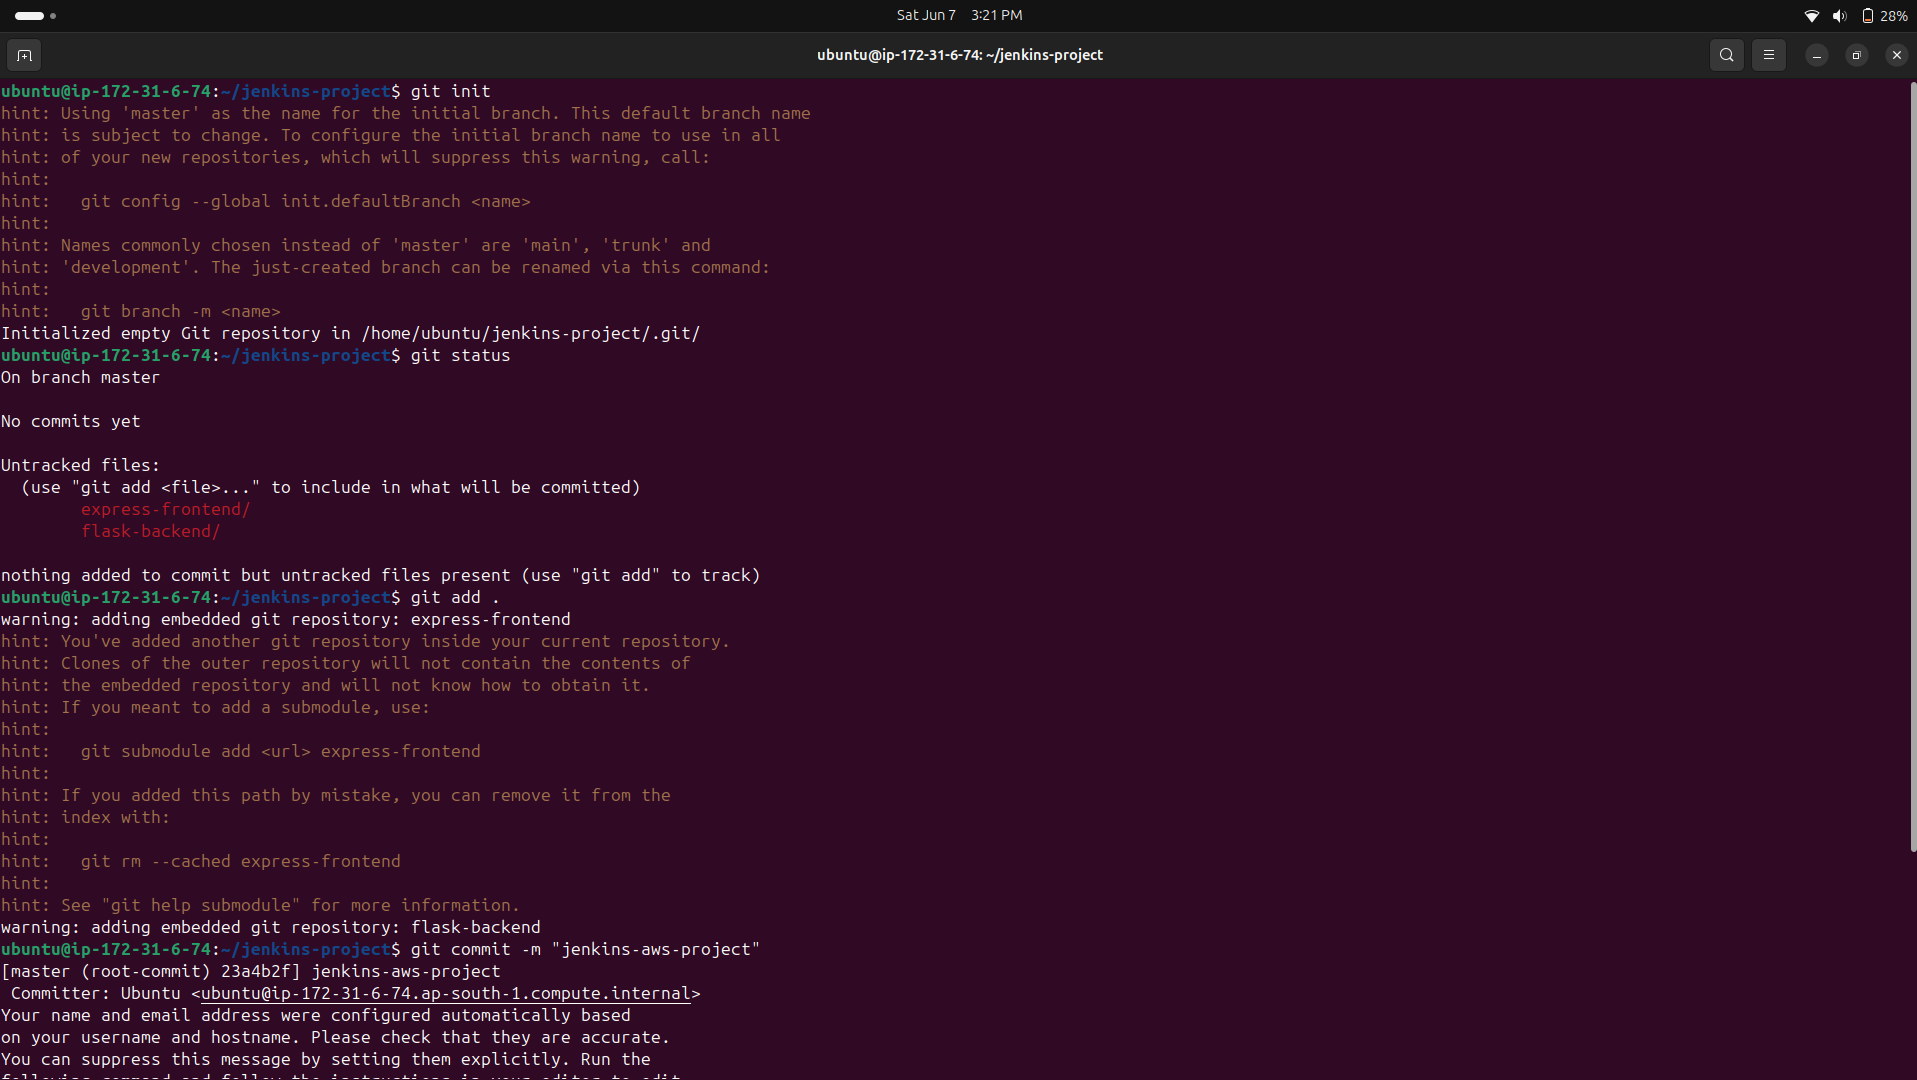 Sat Jun 7 3:21 PM
28%
ubuntu@ip-172-31-6-74: ~/jenkins-project
ubuntu@ip-172-31-6-74:~/jenkins-project$ git init
hint: Using 'master' as the name for the initial branch. This default branch name
hint: is subject to change. To configure the initial branch name to use in all
hint: of your new repositories, which will suppress this warning, call:
hint:
hint:   git config --global init.defaultBranch <name>
hint:
hint: Names commonly chosen instead of 'master' are 'main', 'trunk' and
hint: 'development'. The just-created branch can be renamed via this command:
hint:
hint:   git branch -m <name>
Initialized empty Git repository in /home/ubuntu/jenkins-project/.git/
ubuntu@ip-172-31-6-74:~/jenkins-project$ git status
On branch master
No commits yet
Untracked files:
  (use "git add <file>..." to include in what will be committed)
        express-frontend/
        flask-backend/
nothing added to commit but untracked files present (use "git add" to track)
ubuntu@ip-172-31-6-74:~/jenkins-project$ git add .
warning: adding embedded git repository: express-frontend
hint: You've added another git repository inside your current repository.
hint: Clones of the outer repository will not contain the contents of
hint: the embedded repository and will not know how to obtain it.
hint: If you meant to add a submodule, use:
hint:
hint:   git submodule add <url> express-frontend
hint:
hint: If you added this path by mistake, you can remove it from the
hint: index with:
hint:
hint:   git rm --cached express-frontend
hint:
hint: See "git help submodule" for more information.
warning: adding embedded git repository: flask-backend
ubuntu@ip-172-31-6-74:~/jenkins-project$ git commit -m "jenkins-aws-project"
[master (root-commit) 23a4b2f] jenkins-aws-project
 Committer: Ubuntu <ubuntu@ip-172-31-6-74.ap-south-1.compute.internal>
Your name and email address were configured automatically based
on your username and hostname. Please check that they are accurate.
You can suppress this message by setting them explicitly. Run the